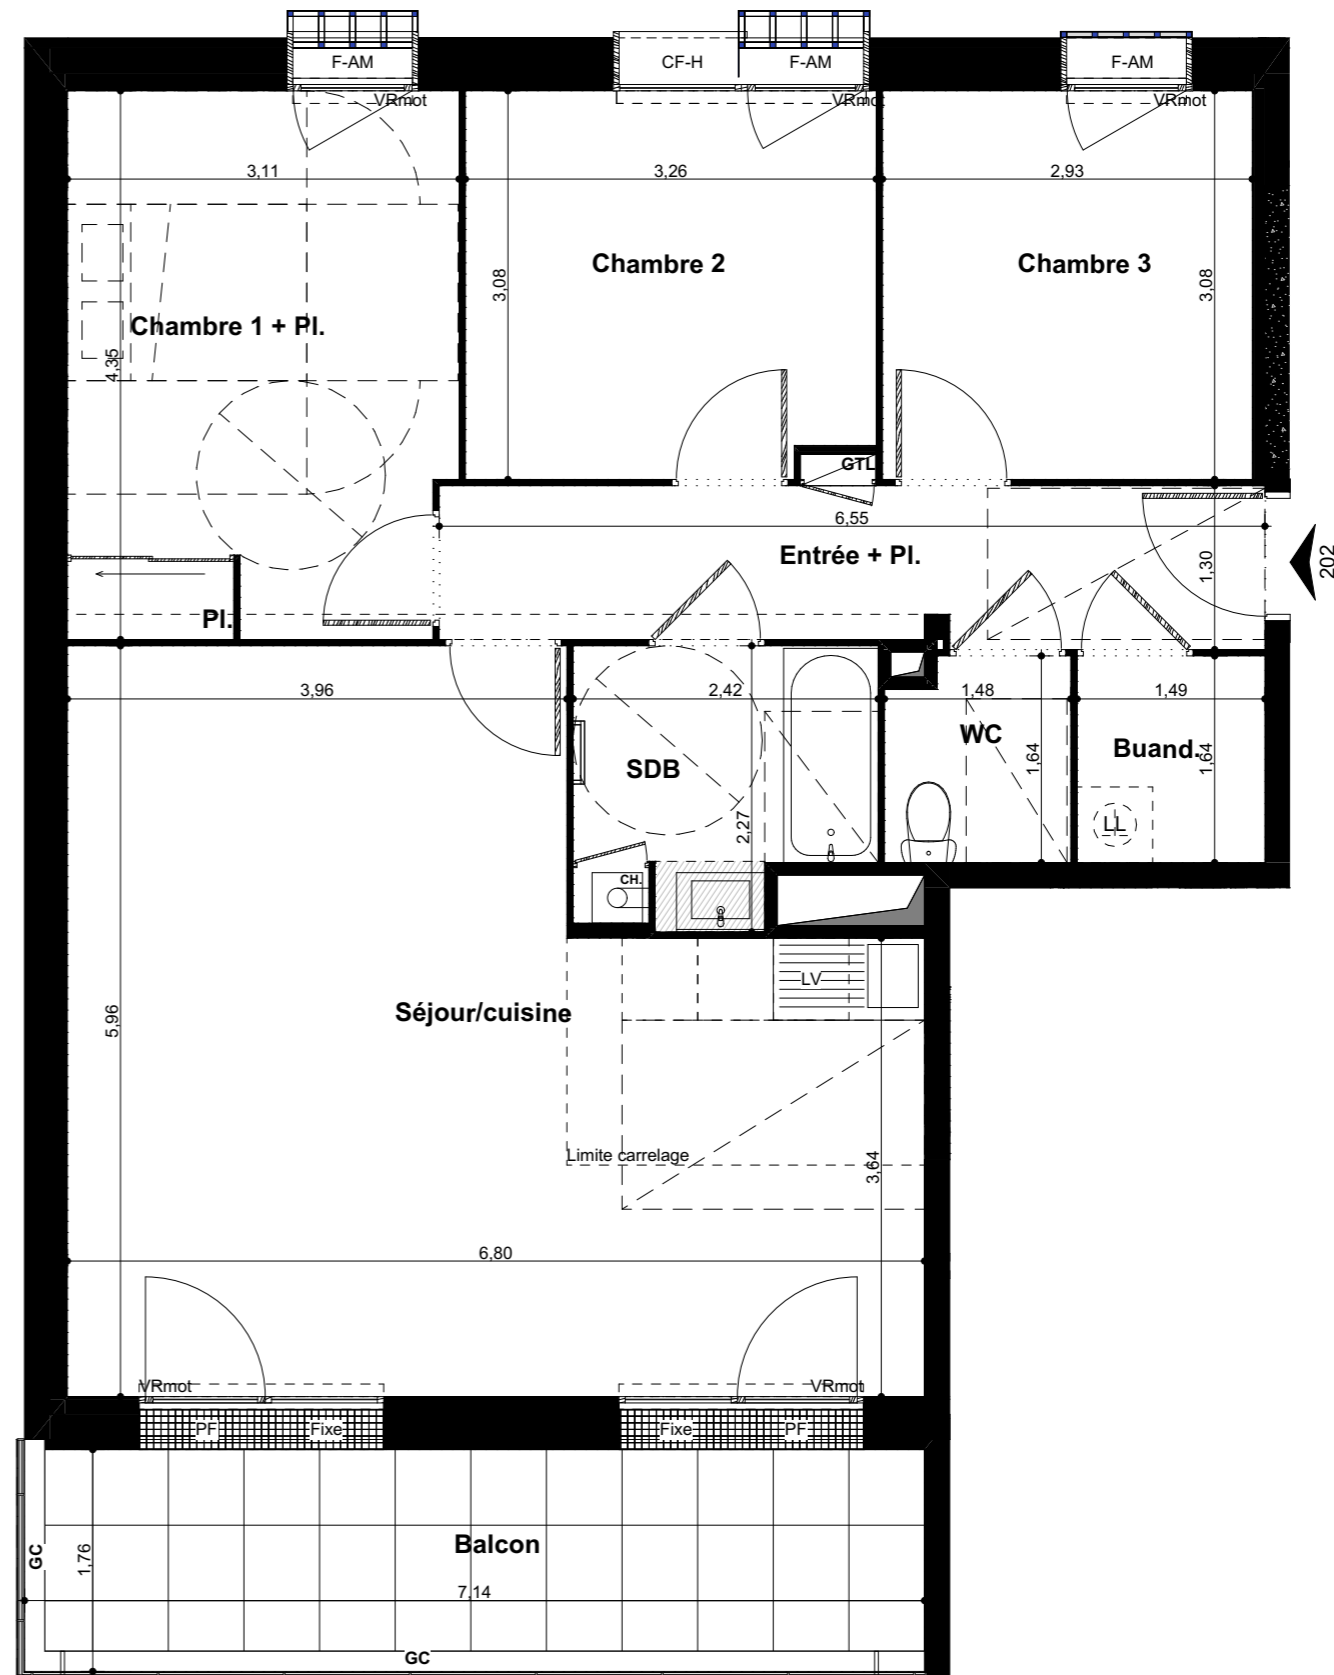 F-AM
CF-H
F-AM
F-AM
VRmot
VRmot
VRmot
3,11
3,26
2,93
Chambre 2
Chambre 3
3,08
3,08
Chambre 1 + Pl.
4,35
GTL
6,55
Entrée + Pl.
1,30
202
Pl.
3,96
2,42
1,48
1,49
WC
Buand.
1,64
1,64
SDB
2,27
LL
CH.
LV
Séjour/cuisine
5,96
Limite carrelage
3,64
6,80
VRmot
VRmot
PF
Fixe
Fixe
PF
Balcon
GC
1,76
7,14
GC